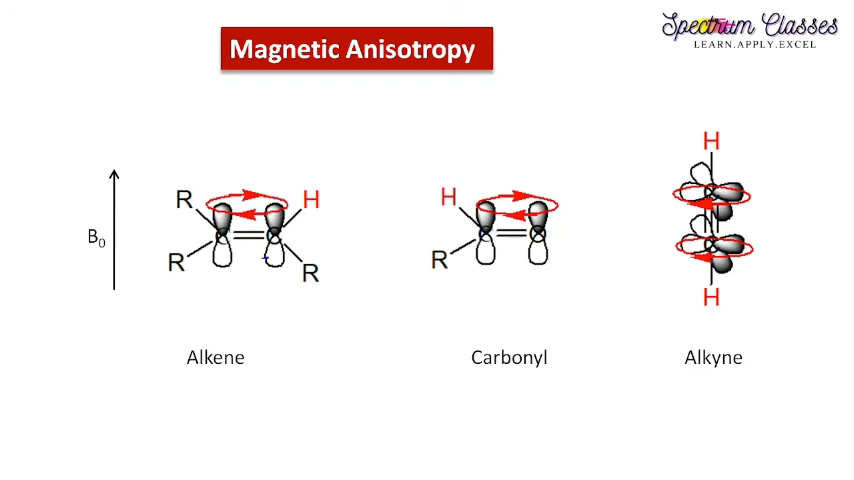 Spectrum Classes
LEARN.APPLY.EXCEL
Magnetic Anisotropy
B0
R
H
R
R
H
R
H
H
Alkene
Carbonyl
Alkyne